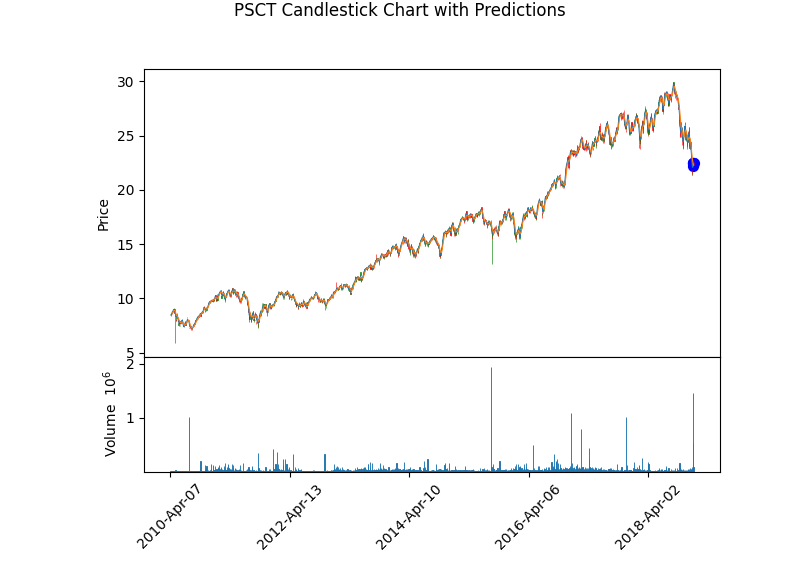 PSCT Candlestick Chart with Predictions
30
25
20
15
10
5
Price
2
1
Volume 10^6
2010-Apr-07
2012-Apr-13
2014-Apr-10
2016-Apr-06
2018-Apr-02